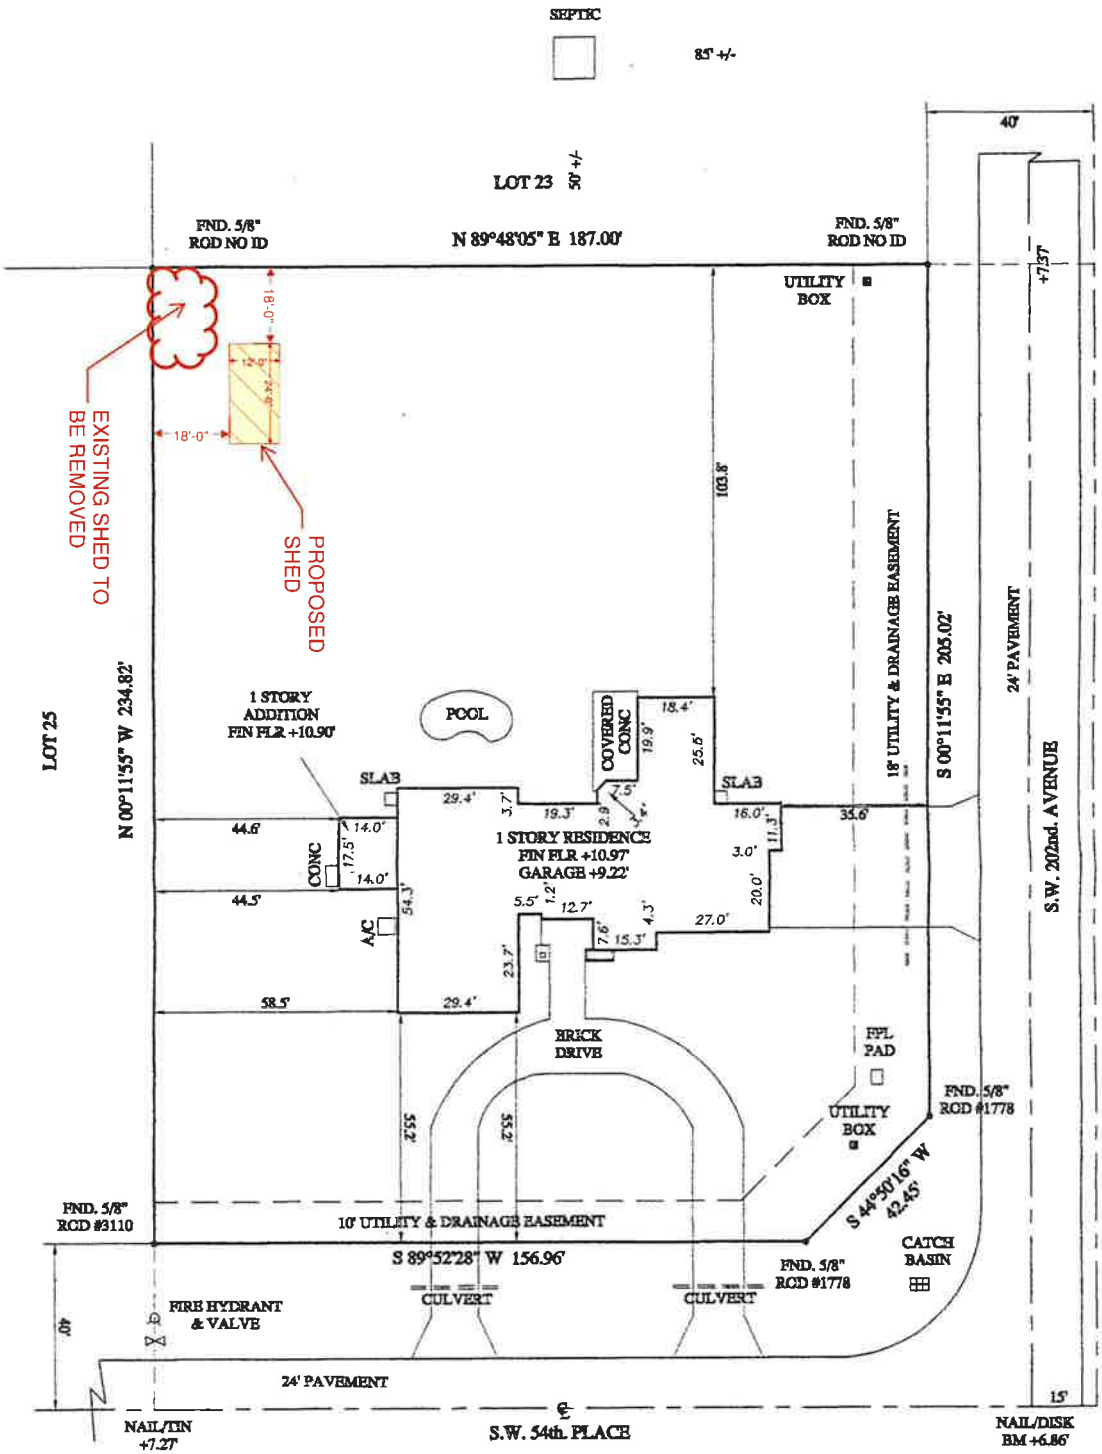 SEPTIC
85' +/-
40'
LOT 23
50' +/-
FND. 5/8"
ROD NO ID
N 89°48'05" E 187.00'
FND. 5/8"
ROD NO ID
UTILITY
BOX
+7.37'
18'-0"
12'-0"
18'-0"
EXISTING SHED TO
BE REMOVED
PROPOSED
SHED
103.8'
18' UTILITY & DRAINAGE EASEMENT
S 00°11'55" E 205.02'
24' PAVEMENT
S.W. 202nd. AVENUE
LOT 25
N 00°11'55" W 234.82'
1 STORY
ADDITION
FIN FLR +10.90'
POOL
COVERED
CONC
18.4'
19.9'
25.6'
SLAB
SLAB
29.4'
3.7'
19.3'
2.9'
7.5'
16.0'
11.3'
35.6'
44.6'
14.0'
17.5'
CONC
14.0'
44.5'
1 STORY RESIDENCE
FIN FLR +10.97'
GARAGE +9.22'
3.0'
20.0'
54.3'
A/C
5.5'
1.2'
12.7'
7.6'
15.3'
4.3'
27.0'
23.7'
58.5'
29.4'
BRICK
DRIVE
FPL
PAD
FND. 5/8"
ROD #1778
UTILITY
BOX
55.2'
55.2'
S 44°50'16" W
42.45'
FND. 5/8"
ROD #3110
10' UTILITY & DRAINAGE EASEMENT
S 89°52'28" W 156.96'
FND. 5/8"
ROD #1778
CATCH
BASIN
CULVERT
CULVERT
FIRE HYDRANT
& VALVE
40'
24' PAVEMENT
15'
NAIL/TIN
+7.27'
S.W. 54th. PLACE
NAIL/DISK
BM +6.86'